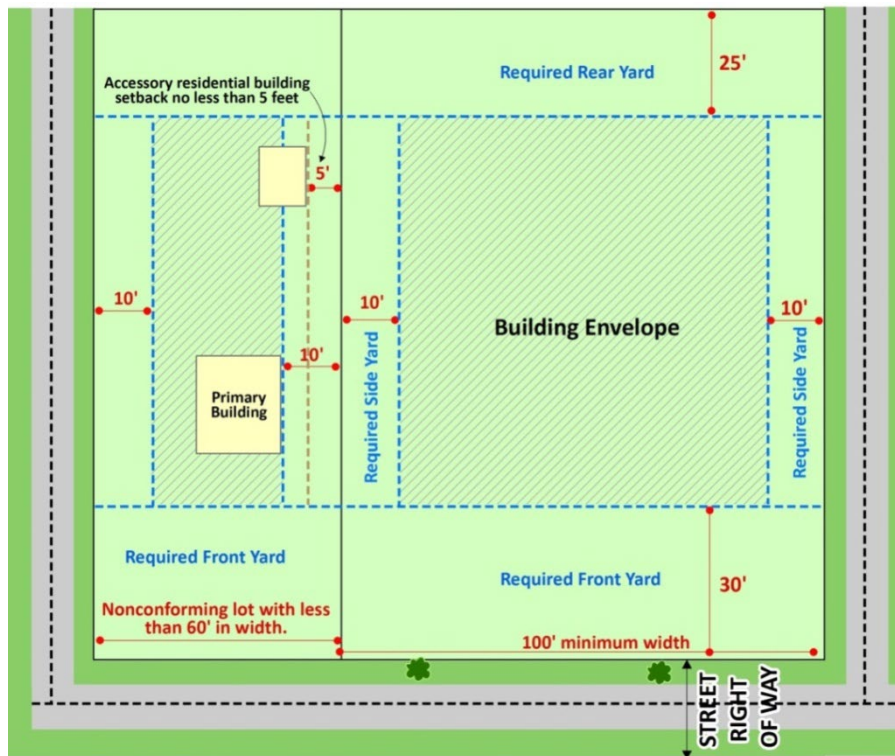 25'
Required Rear Yard
Accessory residential building
setback no less than 5 feet
5'
10'
10'
10'
Building Envelope
10'
Required Side Yard
Required Side Yard
Primary
Building
Required Front Yard
Required Front Yard
30'
Nonconforming lot with less
than 60' in width.
100' minimum width
STREET
RIGHT
OF WAY